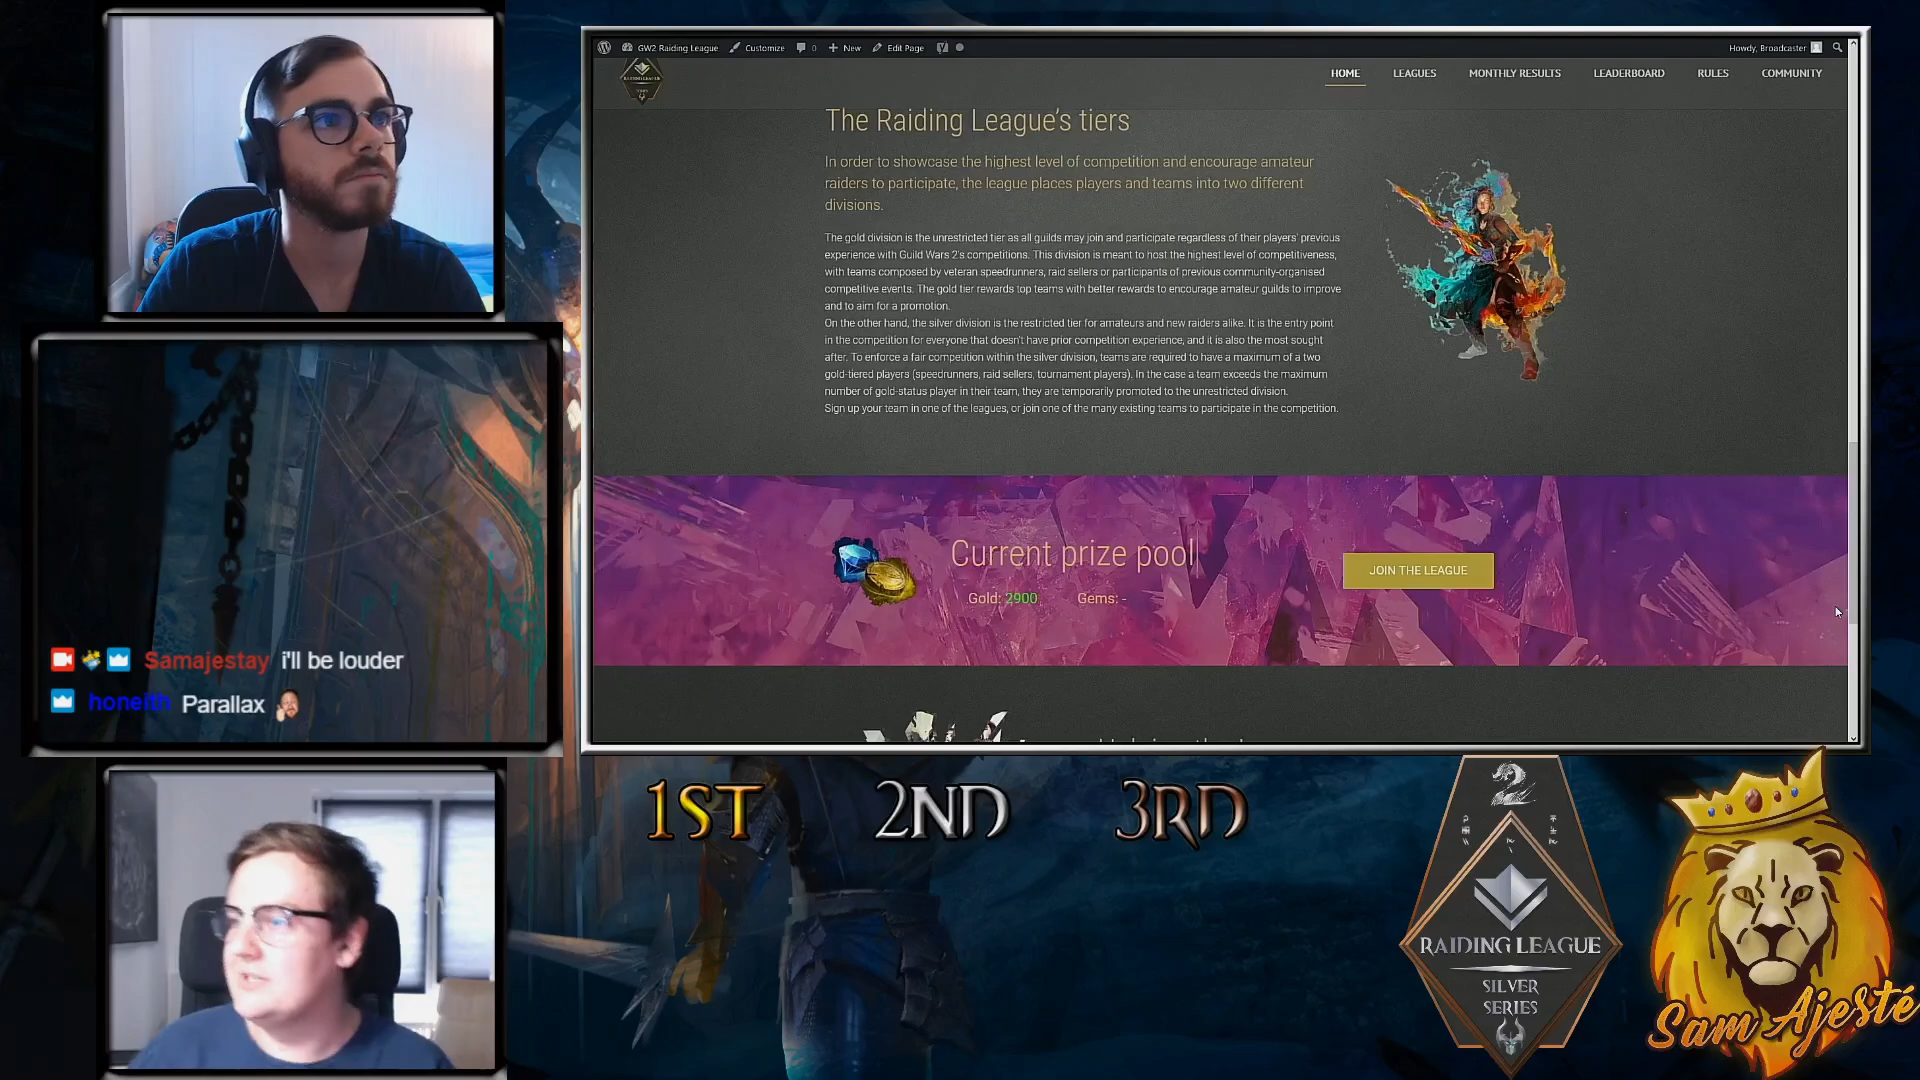 GW2 Raiding League Customize 0 New Edit Page Howdy, Broadcaster
HOME LEAGUES MONTHLY RESULTS LEADERBOARD RULES COMMUNITY
The Raiding League's tiers
In order to showcase the highest level of competition and encourage amateur
raiders to participate, the league places players and teams into two different
divisions.
The gold division is the unrestricted tier as all guilds may join and participate regardless of their players' previous
experience with Guild Wars 2's competitions. This division is meant to host the highest level of competitiveness,
with teams composed by veteran speedrunners, raid sellers or participants of previous community-organised
competitive events. The gold tier rewards top teams with better rewards to encourage amateur guilds to improve
and to aim for a promotion.
On the other hand, the silver division is the restricted tier for amateurs and new raiders alike. It is the entry point
in the competition for everyone that doesn't have prior competition experience, and it is also the most sought
after. To enforce a fair competition within the silver division, teams are required to have a maximum of a two
gold-tiered players (speedrunners, raid sellers, tournament players). In the case a team exceeds the maximum
number of gold-status player in their team, they are temporarily promoted to the unrestricted division.
Sign up your team in one of the leagues, or join one of the many existing teams to participate in the competition.
Current prize pool
Gold: 2900 Gems: -
JOIN THE LEAGUE
Samajestay i'll be louder
honeith Parallax
1ST 2ND 3RD
2
RAIDING LEAGUE
SILVER
SERIES
Sam Ajesté